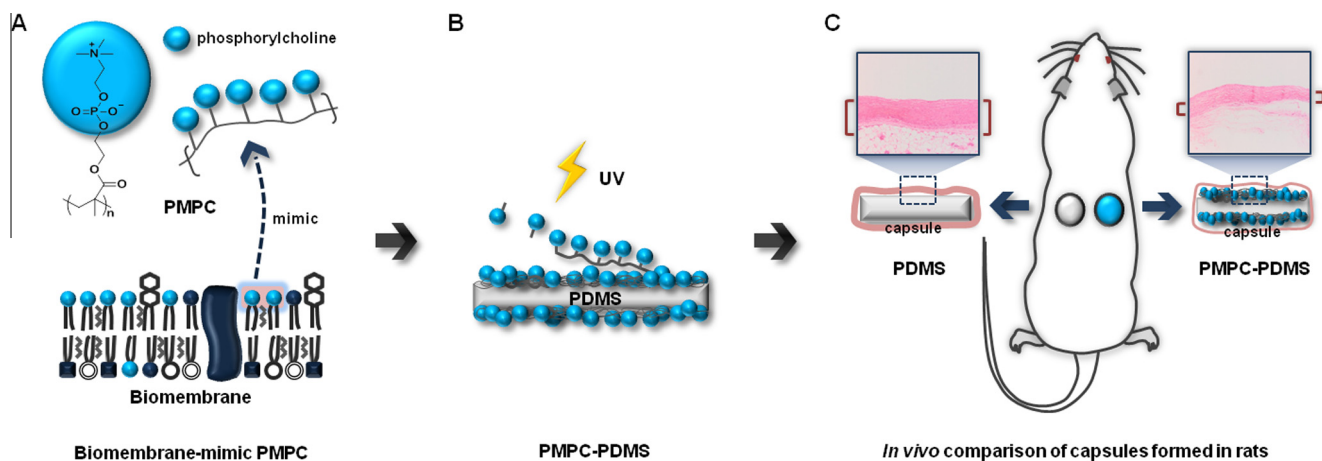 A
phosphorylcholine
N
+
O
O
P
O
-
O
O
O
n
PMPC
mimic
Biomembrane
Biomembrane-mimic PMPC
B
UV
PDMS
PMPC-PDMS
C
capsule
PDMS
capsule
PMPC-PDMS
In vivo comparison of capsules formed in rats